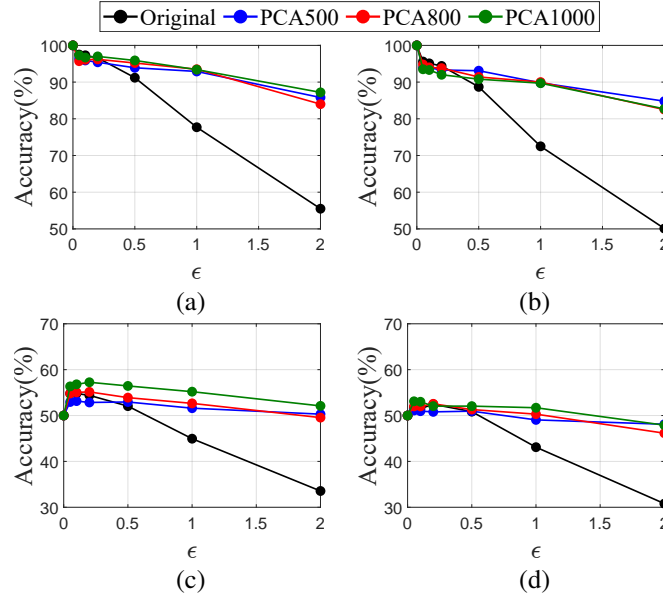 Original PCA500 PCA800 PCA1000
100 100
90 90
80 80
70 70
60 60
50 50
Accuracy(%) Accuracy(%)
0 0.5 1 1.5 2 0 0.5 1 1.5 2
ϵ ϵ
(a) (b)
70 70
60 60
50 50
40 40
30 30
Accuracy(%) Accuracy(%)
0 0.5 1 1.5 2 0 0.5 1 1.5 2
ϵ ϵ
(c) (d)